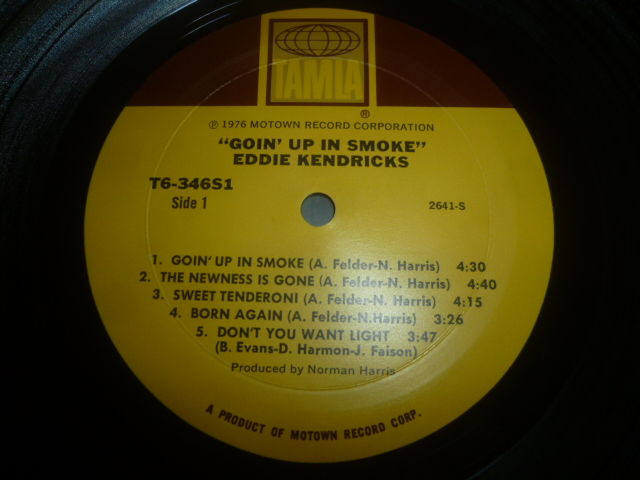 TAMLA
®
℗ 1976 MOTOWN RECORD CORPORATION
"GOIN' UP IN SMOKE"
EDDIE KENDRICKS
T6-346S1
Side 1
2641-S
1. GOIN' UP IN SMOKE (A. Felder-N. Harris) 4:30
2. THE NEWNESS IS GONE (A. Felder-N. Harris) 4:40
3. SWEET TENDERONI (A. Felder-N. Harris) 4:15
4. BORN AGAIN (A. Felder-N.Harris) 3:26
5. DON'T YOU WANT LIGHT 3:47
(B. Evans-D. Harmon-J. Faison)
Produced by Norman Harris
A PRODUCT OF MOTOWN RECORD CORP.